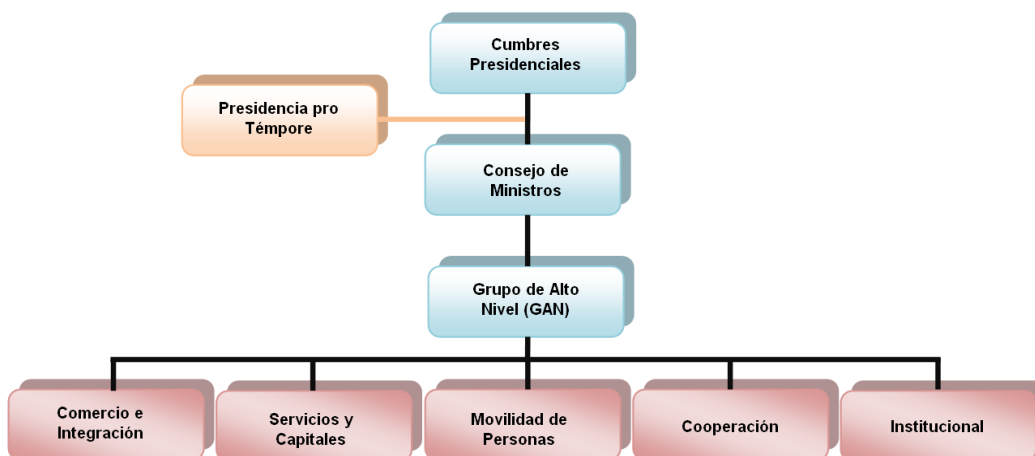 Cumbres
Presidenciales
Presidencia pro
Témpore
Consejo de
Ministros
Grupo de Alto
Nivel (GAN)
Comercio e
Integración
Servicios y
Capitales
Movilidad de
Personas
Cooperación
Institucional